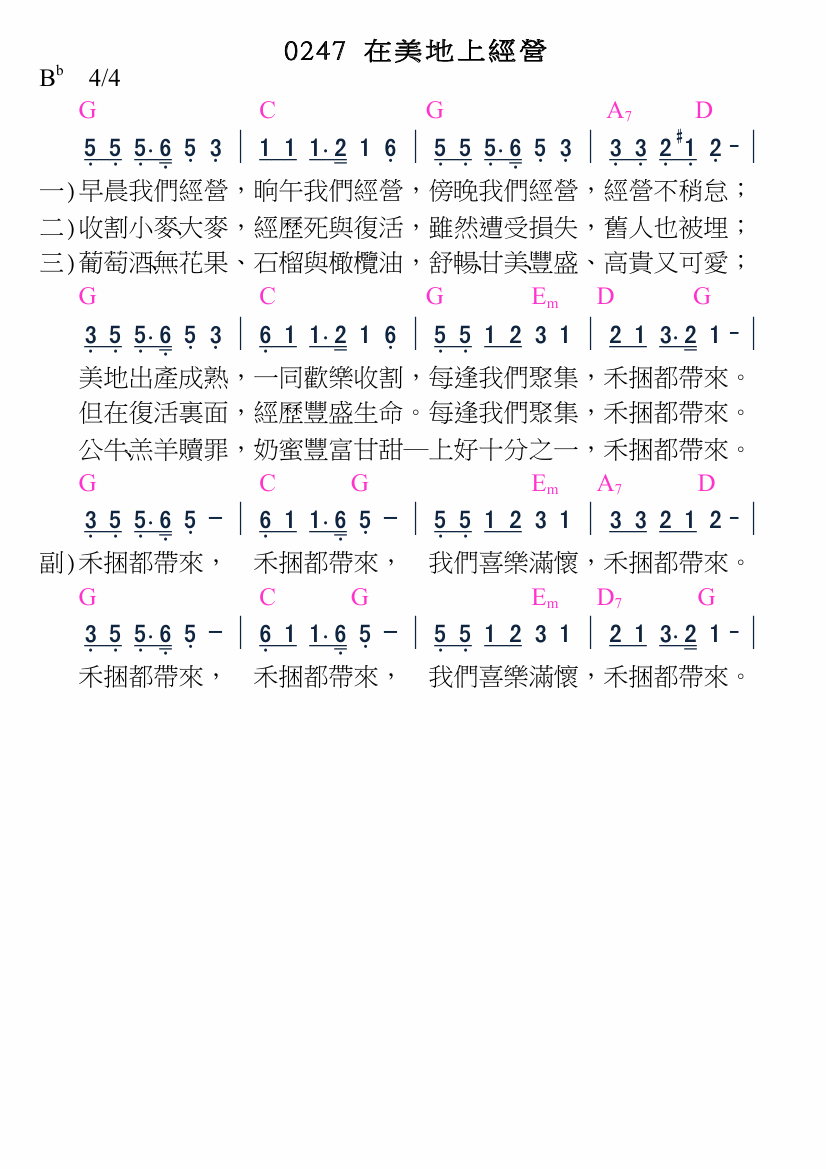 0247 在美地上經營
Bb 4/4
G C G A7 D
5 5 5·6 5 3 | 1 1 1·2 1 6 | 5 5 5·6 5 3 | 3 3 2 #1 2 - |
一)早晨我們經營，晌午我們經營，傍晚我們經營，經營不稍怠；
二)收割小麥、大麥，經歷死與復活，雖然遭受損失，舊人也被埋；
三)葡萄酒、無花果、石榴與橄欖油，舒暢、甘美、豐盛、高貴又可愛；
G C G Em D G
3 5 5·6 5 3 | 6 1 1·2 1 6 | 5 5 1 2 3 1 | 2 1 3·2 1 - |
美地出產成熟，一同歡樂收割，每逢我們聚集，禾捆都帶來。
但在復活裏面，經歷豐盛生命。每逢我們聚集，禾捆都帶來。
公牛、羔羊贖罪，奶蜜豐富甘甜—上好十分之一，禾捆都帶來。
G C G Em A7 D
3 5 5·6 5 - | 6 1 1·6 5 - | 5 5 1 2 3 1 | 3 3 2 1 2 - |
副)禾捆都帶來， 禾捆都帶來， 我們喜樂滿懷，禾捆都帶來。
G C G Em D7 G
3 5 5·6 5 - | 6 1 1·6 5 - | 5 5 1 2 3 1 | 2 1 3·2 1 - |
禾捆都帶來， 禾捆都帶來， 我們喜樂滿懷，禾捆都帶來。